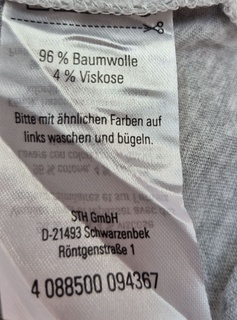 96 % Baumwolle
4 % Viskose
Bitte mit ähnlichen Farben auf
links waschen und bügeln.
STH GmbH
D-21493 Schwarzenbek
Röntgenstraße 1
4 088500 094367